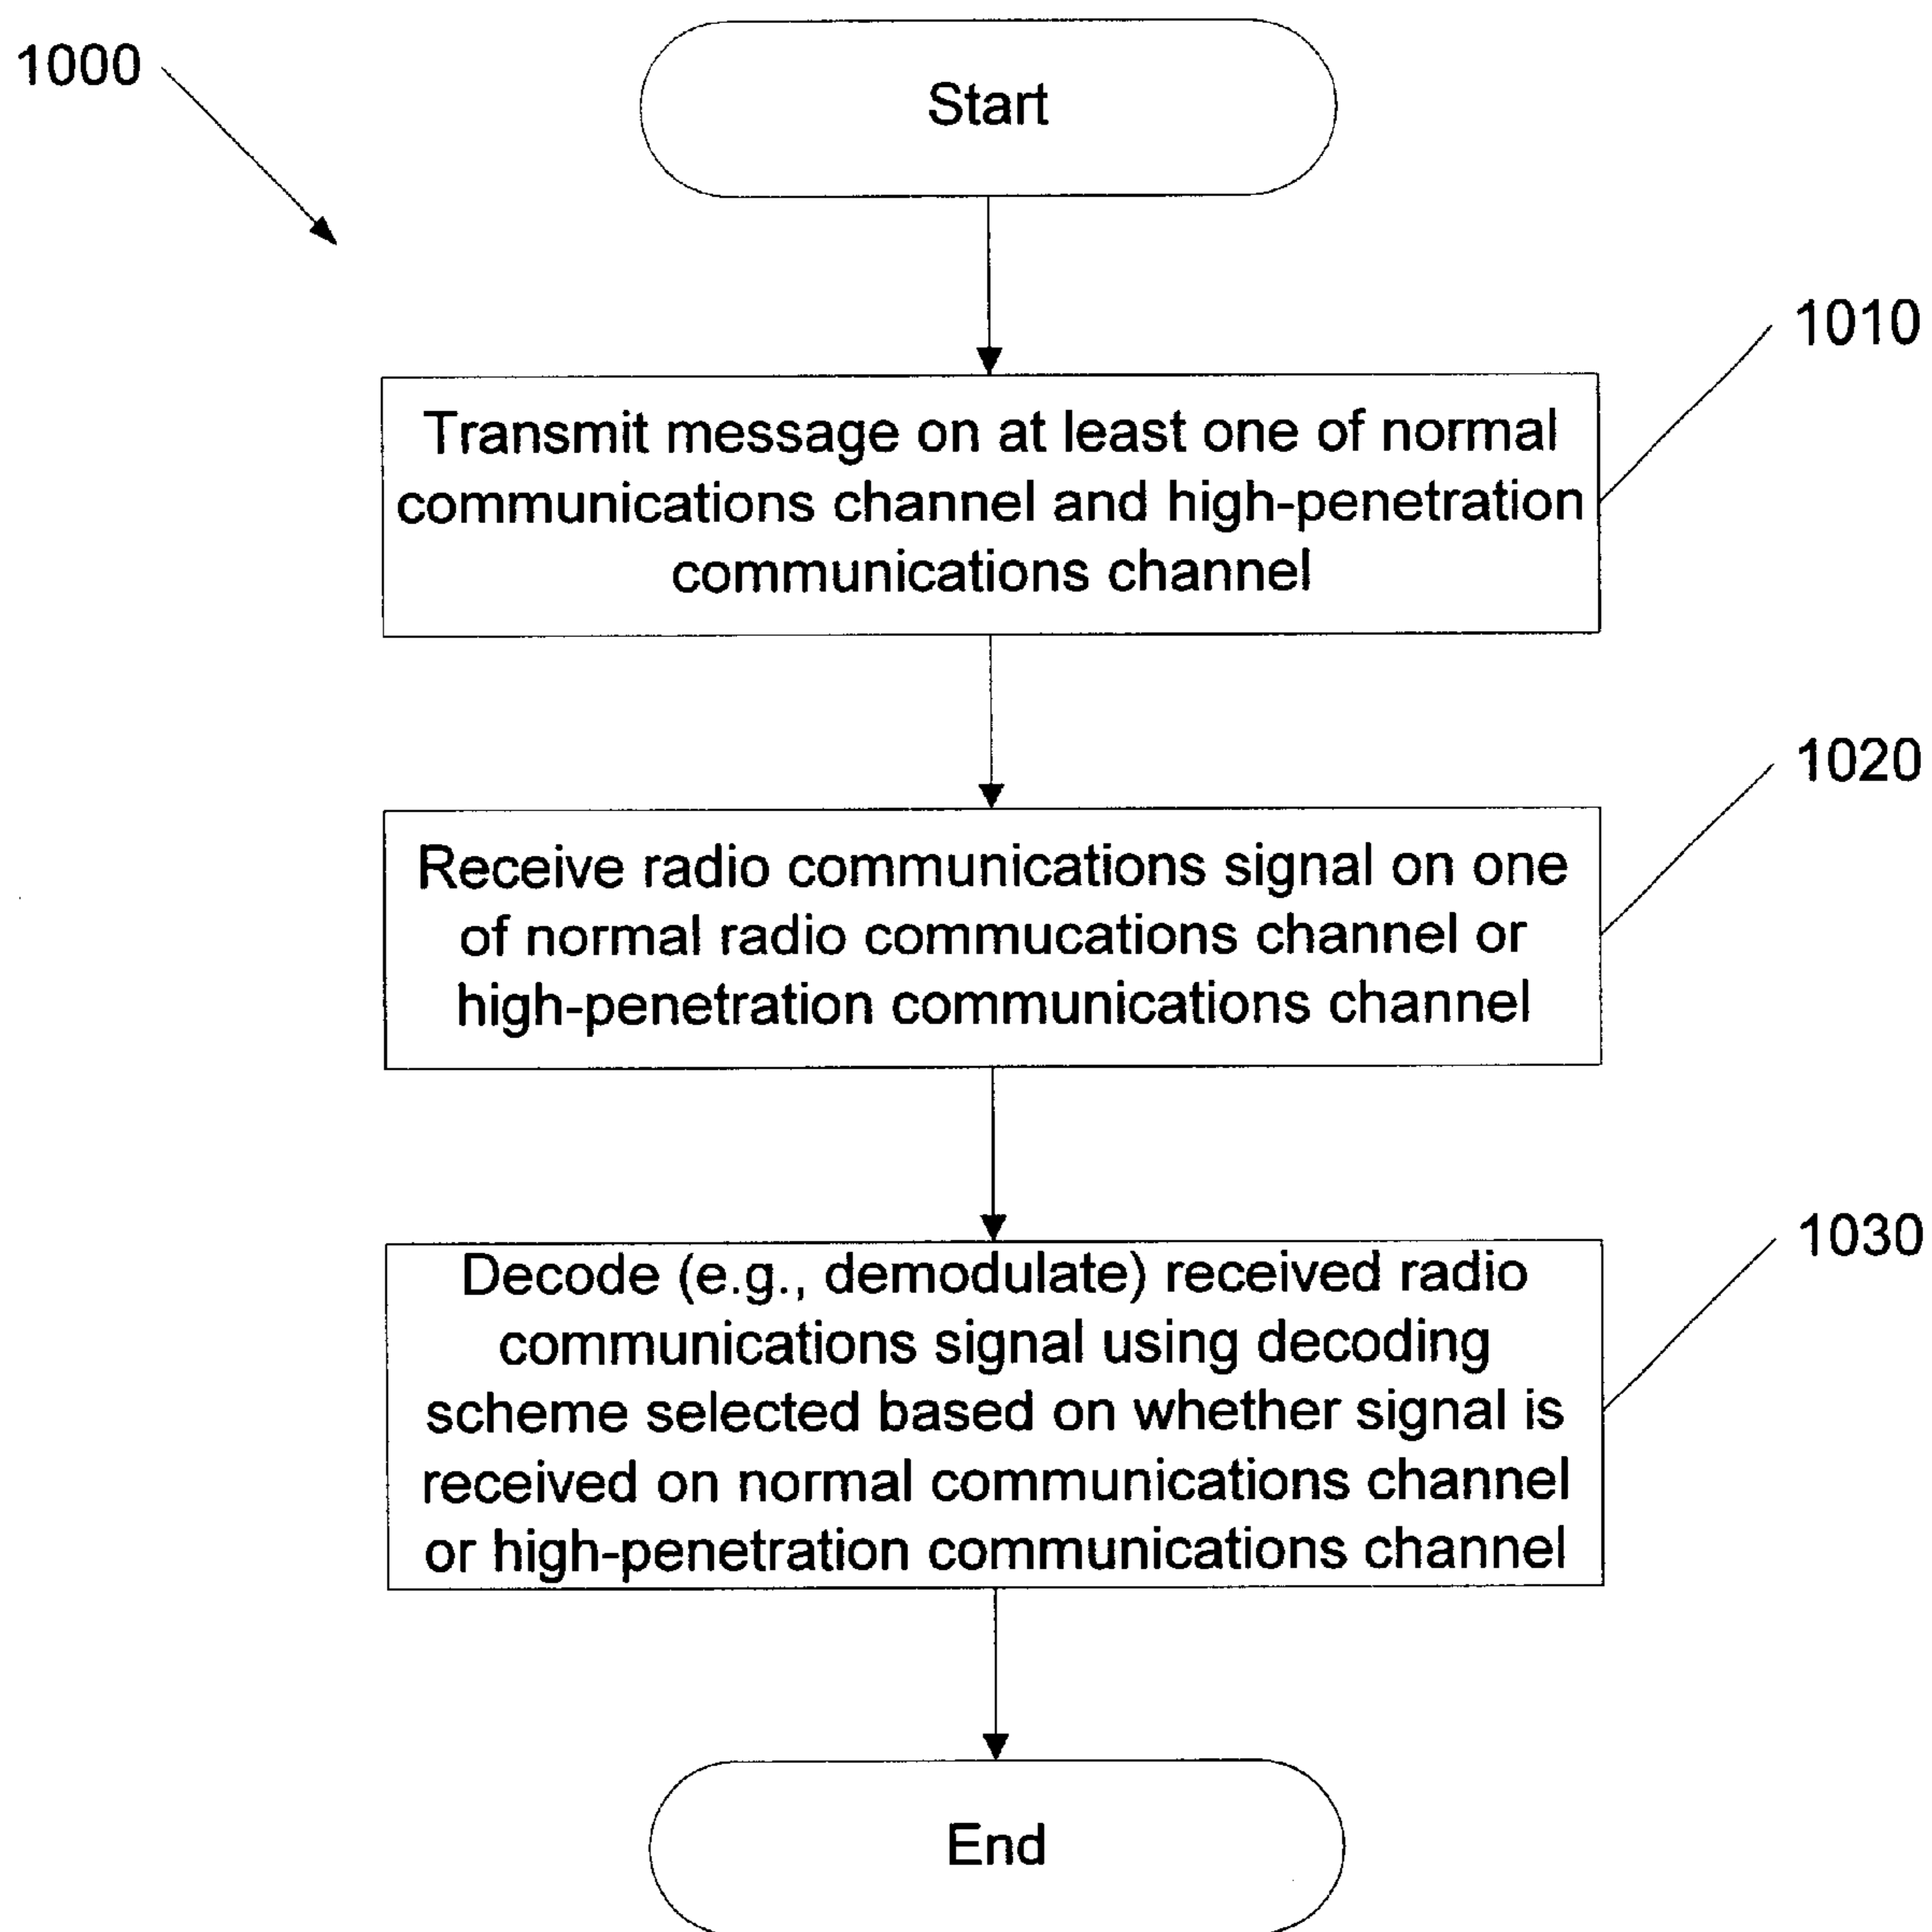 1000
Start
1010
Transmit message on at least one of normal
communications channel and high-penetration
communications channel
1020
Receive radio communications signal on one
of normal radio commucations channel or
high-penetration communications channel
1030
Decode (e.g., demodulate) received radio
communications signal using decoding
scheme selected based on whether signal is
received on normal communications channel
or high-penetration communications channel
End